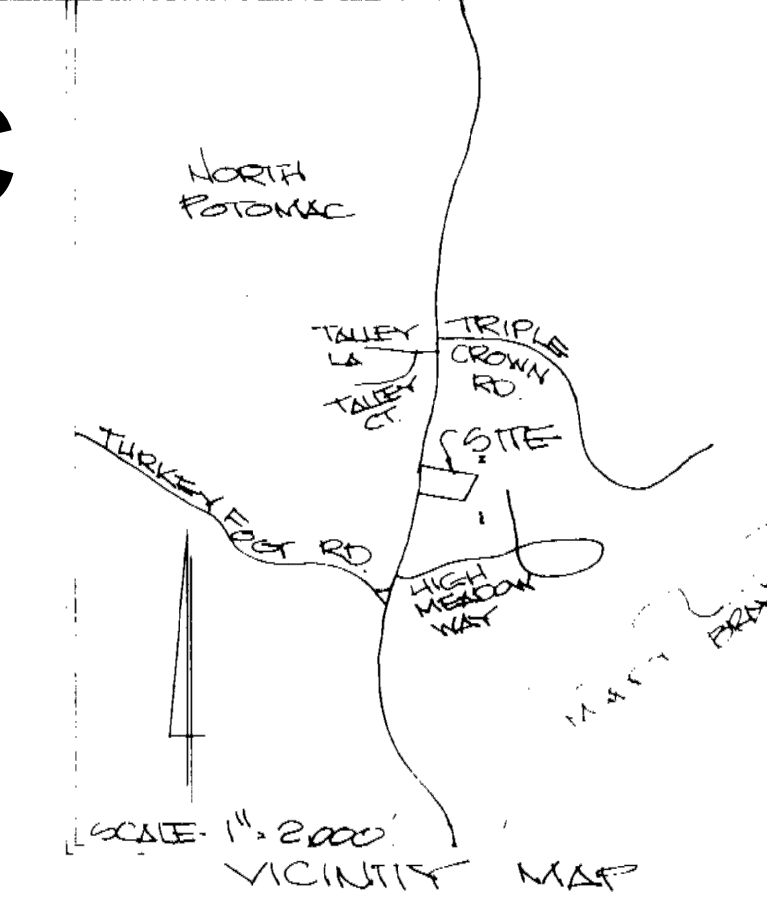 NORTH
POTOMAC
TALLEY
LA
TRIPLE
CROWN
RD.
TALLEY
CT.
SITE
TURKEY FOOT RD.
HIGH
MEADOW
WAY
SCALE- 1" = 2000'
VICINITY MAP